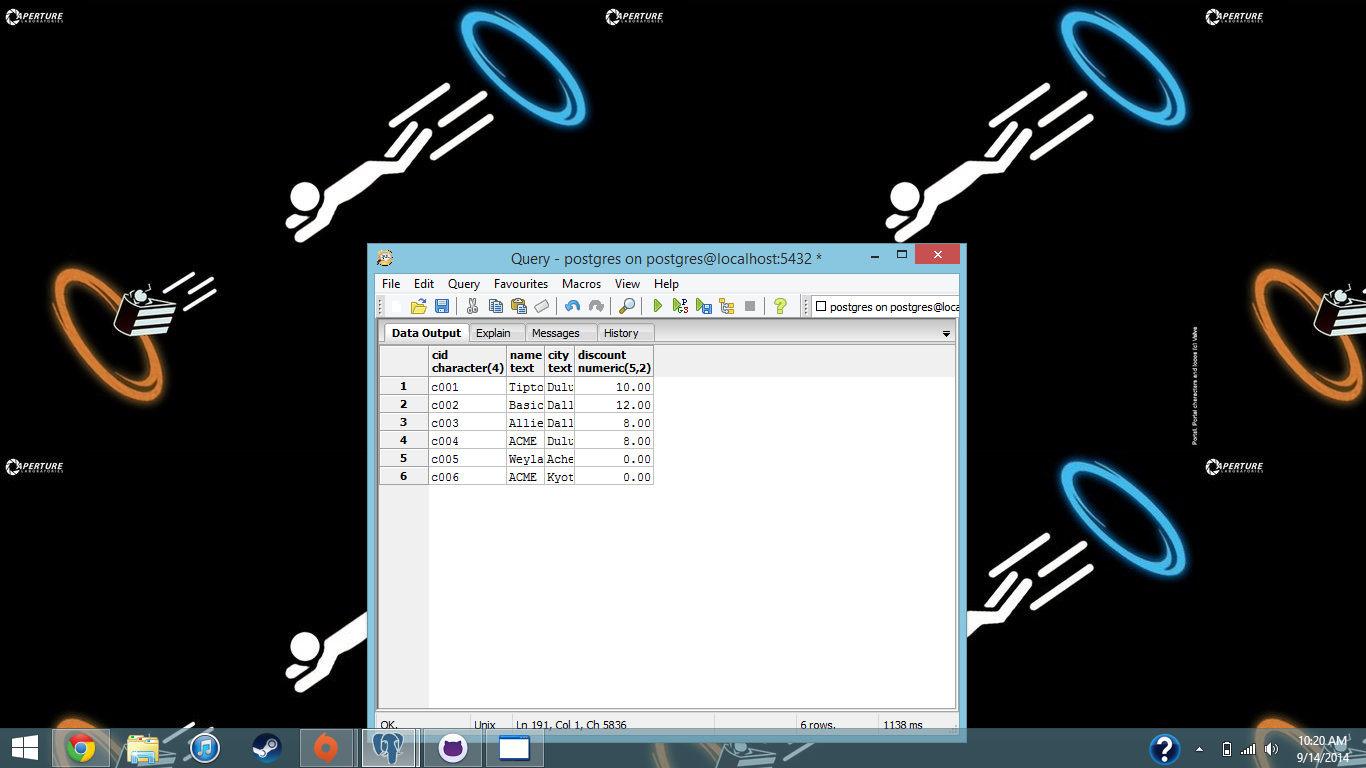 APERTURE
LABORATORIES
APERTURE
LABORATORIES
APERTURE
LABORATORIES
Query - postgres on postgres@localhost:5432 *
File Edit Query Favourites Macros View Help
postgres on postgres@loca
Data Output Explain Messages History
cid name city discount
character(4) text text numeric(5,2)
1 c001 Tipto Dulu 10.00
2 c002 Basic Dall 12.00
3 c003 Allie Dall 8.00
4 c004 ACME Dulu 8.00
5 c005 Weyla Ache 0.00
6 c006 ACME Kyot 0.00
Portal. Portal characters and logos (c) Valve
APERTURE
LABORATORIES
APERTURE
LABORATORIES
OK. Unix Ln 191, Col 1, Ch 5836 6 rows. 1138 ms
10:20 AM
9/14/2014